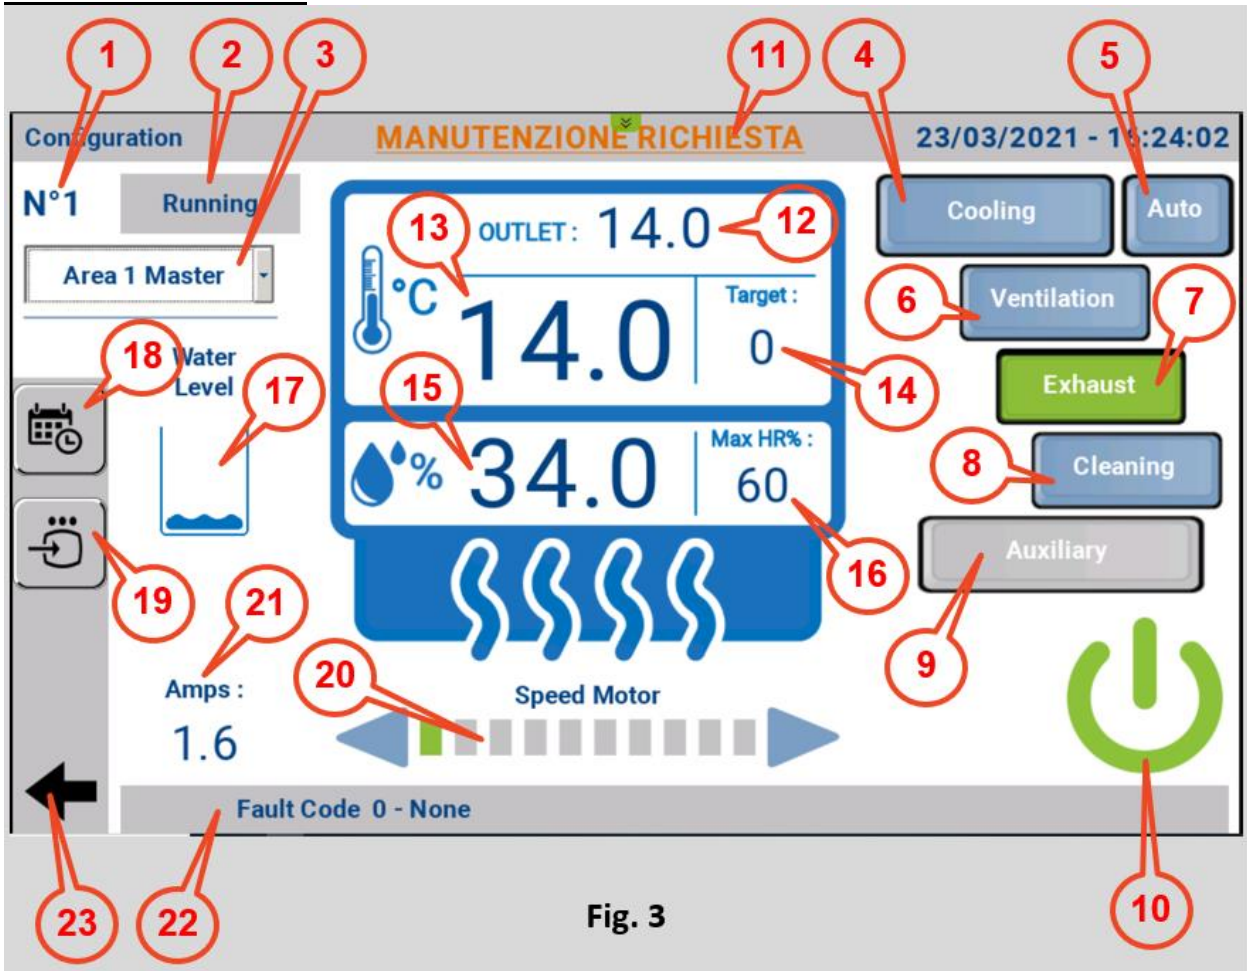 1
2
3
11
4
5
Configuration
MANUTENZIONE RICHIESTA
23/03/2021 - 16:24:02
N°1
Running
Cooling
Auto
13
OUTLET :
14.0
12
Area 1 Master
°C
14.0
Target :
0
6
Ventilation
7
18
Water
Level
17
15
14
Exhaust
%
34.0
Max HR% :
60
8
Cleaning
16
Auxiliary
19
21
9
20
Amps :
1.6
Speed Motor
Fault Code 0 - None
23
22
Fig. 3
10